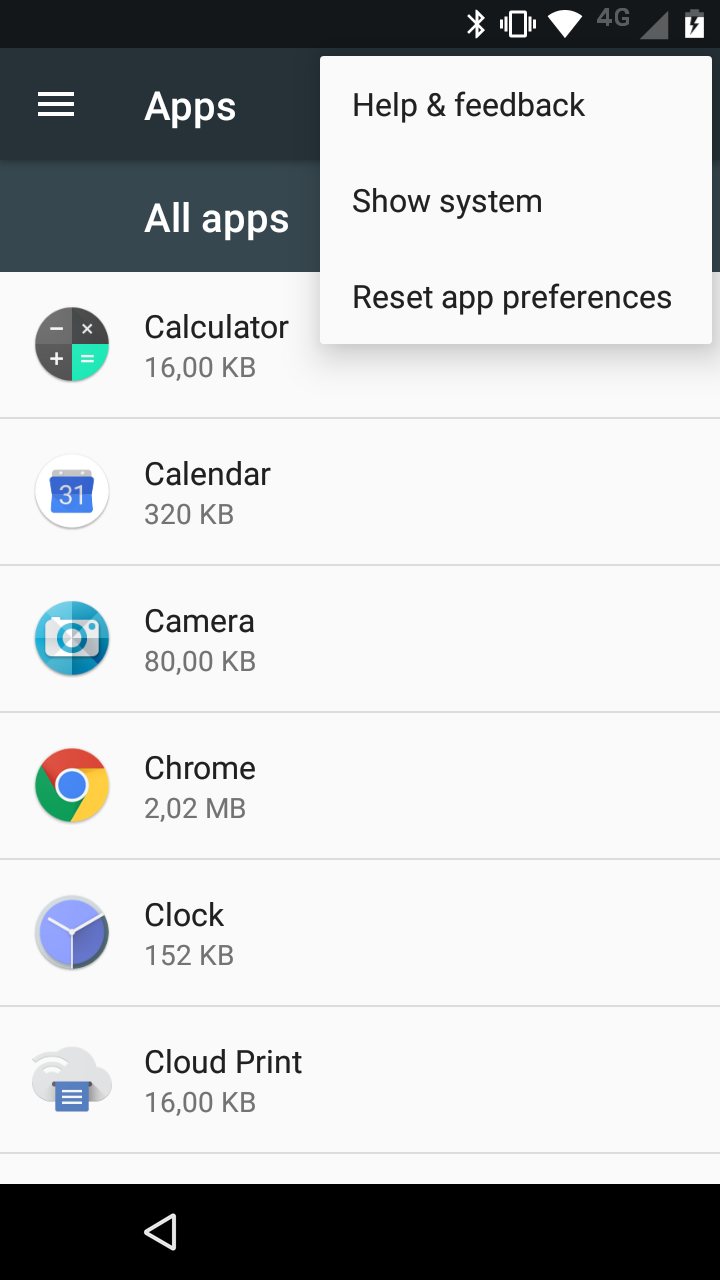 4G
Apps
Help & feedback
Show system
All apps
Reset app preferences
Calculator
16,00 KB
31
Calendar
320 KB
Camera
80,00 KB
Chrome
2,02 MB
Clock
152 KB
Cloud Print
16,00 KB